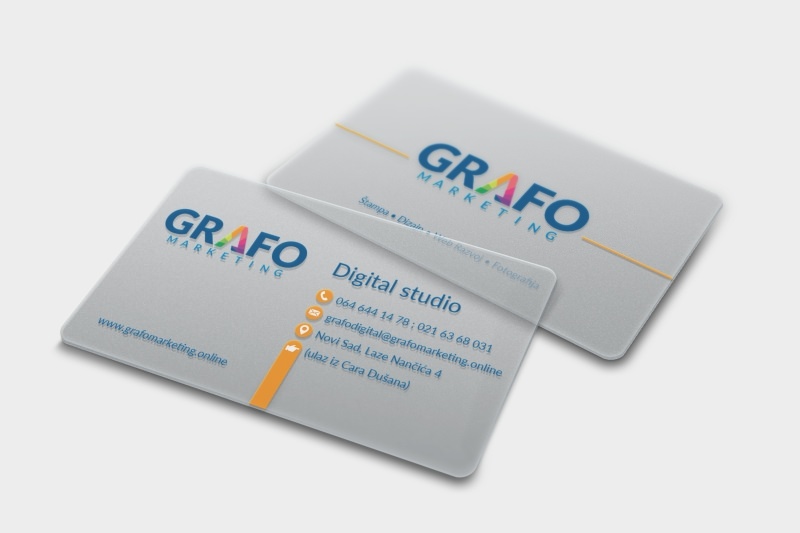 GRAFO
MARKETING
Štampa • Dizajn • Web Razvoj • Fotografija
GRAFO
MARKETING
Digital studio
064 644 14 78 ; 021 63 68 031
grafodigital@grafomarketing.online
Novi Sad, Laze Nančića 4
(ulaz iz Cara Dušana)
www.grafomarketing.online